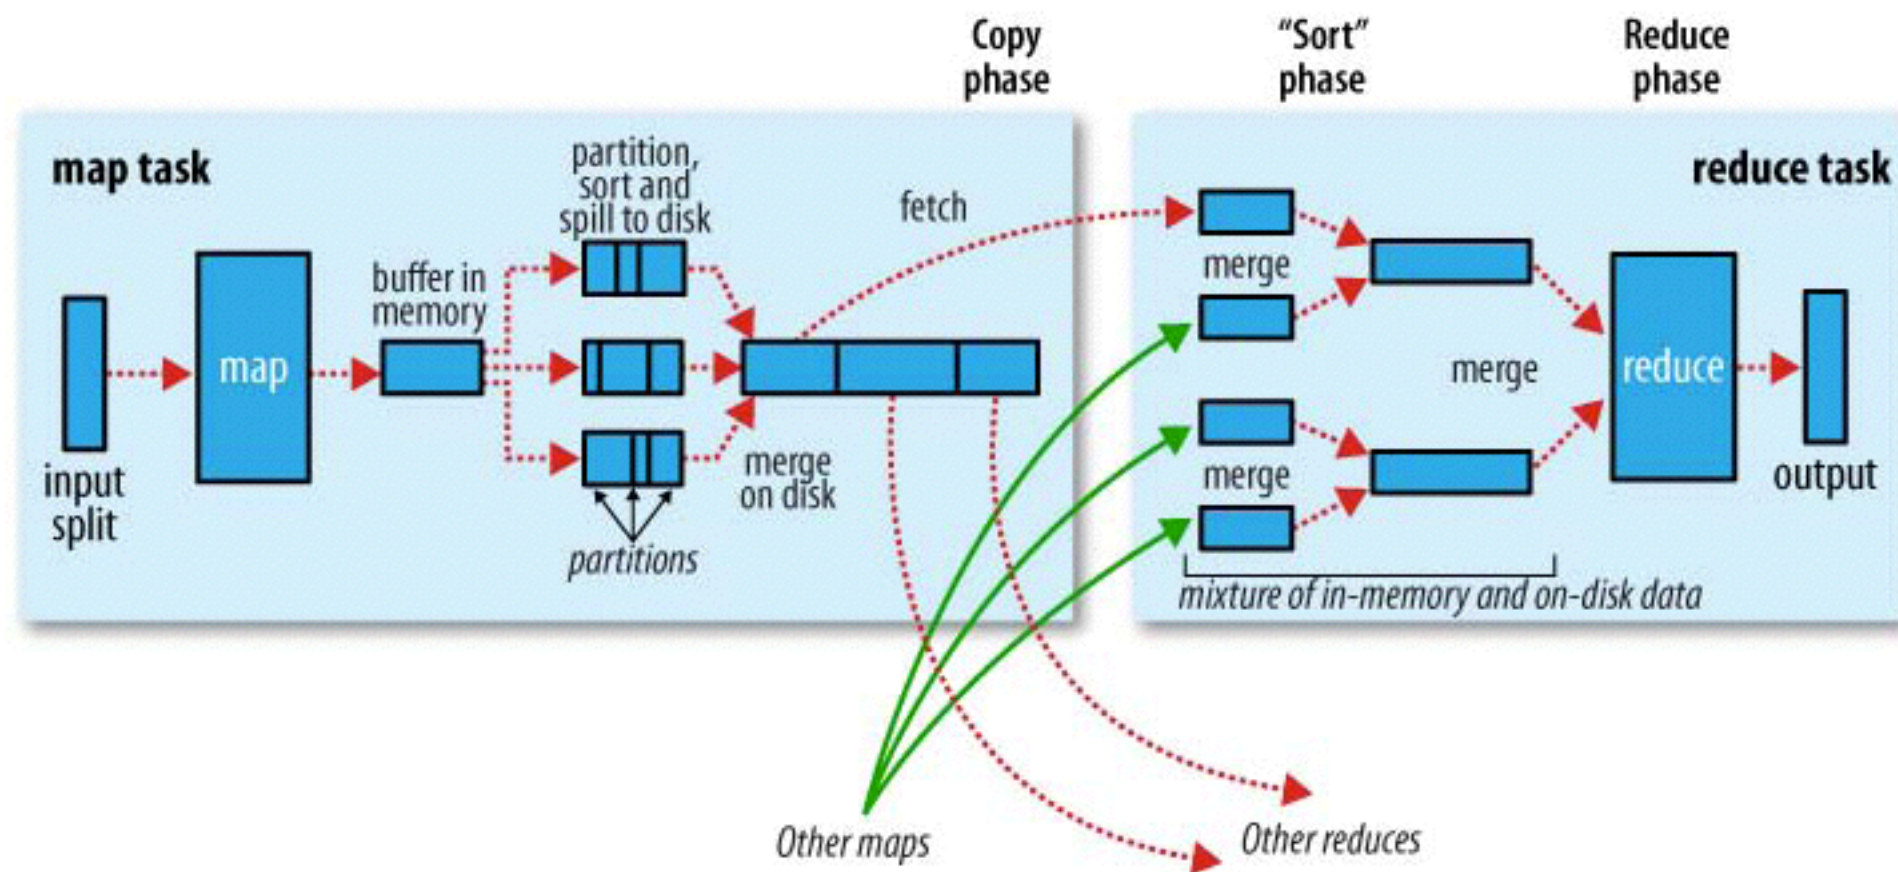 Copy
phase
“Sort”
phase
Reduce
phase
map task
reduce task
partition,
sort and
spill to disk
fetch
buffer in
memory
merge
map
merge
reduce
input
split
merge
on disk
merge
output
partitions
mixture of in-memory and on-disk data
Other maps
Other reduces